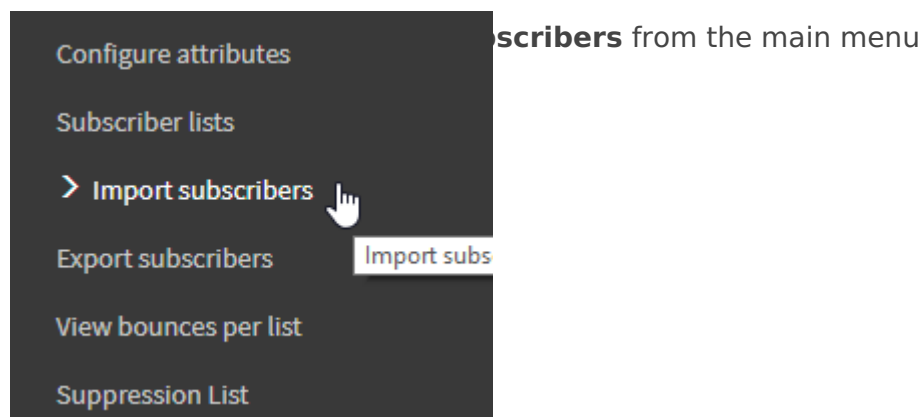 scribers from the main menu
Configure attributes
Subscriber lists
> Import subscribers
Export subscribers
Import subs
View bounces per list
Suppression List